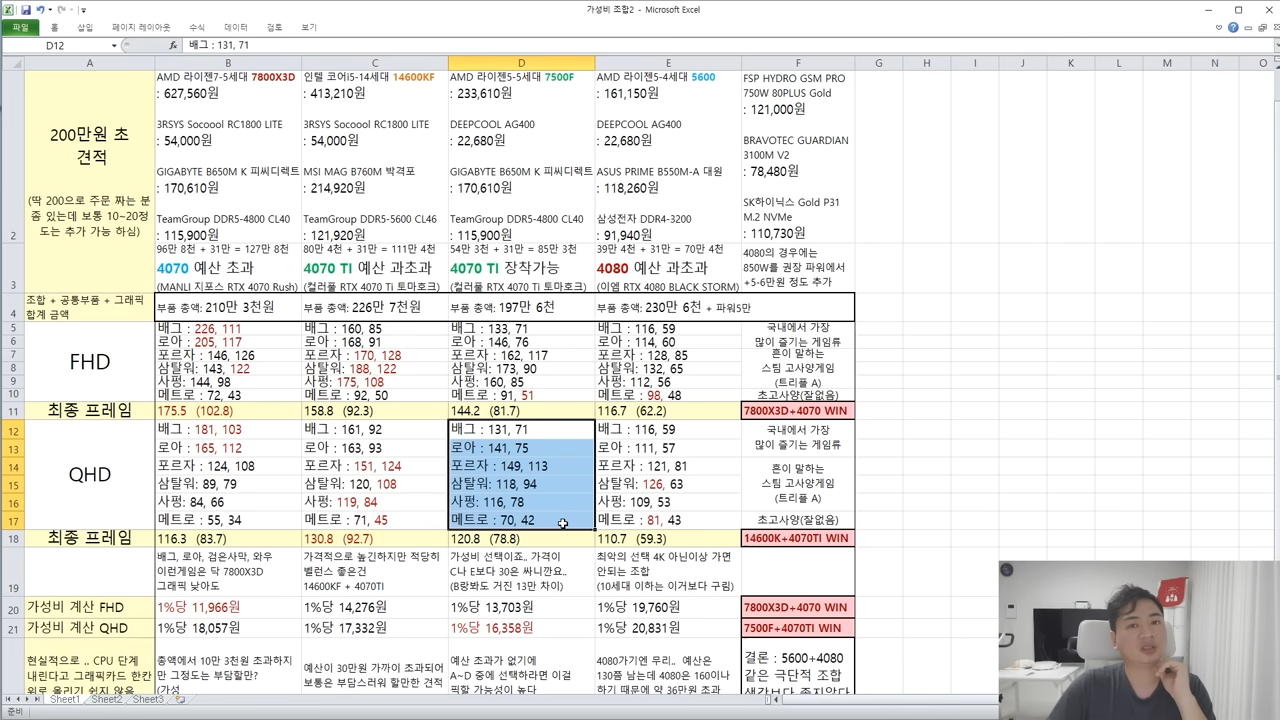 가성비 조합2 - Microsoft Excel
파일 홈 삽입 페이지 레이아웃 수식 데이터 검토 보기
D12 fx 배그 : 131, 71
A B C D E F G H I J K L M N O
200만원 초
견적
(딱 200으로 주문 짜는 분
좀 있는데 보통 10~20정
도는 추가 가능 하심)
AMD 라이젠7-5세대 7800X3D
: 627,560원
3RSYS Socoool RC1800 LITE
: 54,000원
GIGABYTE B650M K 피씨디렉트
: 170,610원
TeamGroup DDR5-4800 CL40
: 115,900원
인텔 코어i5-14세대 14600KF
: 413,210원
3RSYS Socoool RC1800 LITE
: 54,000원
MSI MAG B760M 박격포
: 214,920원
TeamGroup DDR5-5600 CL46
: 121,920원
AMD 라이젠5-5세대 7500F
: 233,610원
DEEPCOOL AG400
: 22,680원
GIGABYTE B650M K 피씨디렉트
: 170,610원
TeamGroup DDR5-4800 CL40
: 115,900원
AMD 라이젠5-4세대 5600
: 161,150원
DEEPCOOL AG400
: 22,680원
ASUS PRIME B550M-A 대원
: 118,260원
삼성전자 DDR4-3200
: 91,940원
FSP HYDRO GSM PRO
750W 80PLUS Gold
: 121,000원
BRAVOTEC GUARDIAN
3100M V2
: 78,480원
SK하이닉스 Gold P31
M.2 NVMe
: 110,730원
2
96만 8천 + 31만 = 127만 8천
4070 예산 초과
(MANLI 지포스 RTX 4070 Rush)
80만 4천 + 31만 = 111만 4천
4070 TI 예산 과초과
(컬러풀 RTX 4070 Ti 토마호크)
54만 3천 + 31만 = 85만 3천
4070 TI 장착가능
(컬러풀 RTX 4070 Ti 토마호크)
39만 4천 + 31만 = 70만 4천
4080 예산 과초과
(이엠 RTX 4080 BLACK STORM)
4080의 경우에는
850W를 권장 파워에서
+5-6만원 정도 추가
3
조합 + 공통부품 + 그래픽
합계 금액
4 부품 총액: 210만 3천원 부품 총액: 226만 7천원 부품 총액: 197만 6천 부품 총액: 230만 6천 + 파워5만
FHD
5 배그 : 226, 111 배그 : 160, 85 배그 : 133, 71 배그 : 116, 59 국내에서 가장
6 로아 : 205, 117 로아 : 168, 91 로아 : 146, 76 로아 : 114, 60 많이 즐기는 게임류
7 포르자 : 146, 126 포르자 : 170, 128 포르자 : 162, 117 포르자 : 128, 85 흔이 말하는
8 삼탈워: 143, 122 삼탈워: 188, 122 삼탈워: 173, 90 삼탈워: 132, 65 스팀 고사양게임
9 사펑: 144, 98 사펑: 175, 108 사펑: 160, 85 사펑: 112, 56 (트리플 A)
10 메트로 : 72, 43 메트로 : 92, 50 메트로 : 91, 51 메트로 : 98, 48 초고사양(잘없음)
11 최종 프레임 175.5 (102.8) 158.8 (92.3) 144.2 (81.7) 116.7 (62.2) 7800X3D+4070 WIN
QHD
12 배그 : 181, 103 배그 : 161, 92 배그 : 131, 71 배그 : 116, 59 국내에서 가장
13 로아 : 165, 112 로아 : 163, 93 로아 : 141, 75 로아 : 111, 57 많이 즐기는 게임류
14 포르자 : 124, 108 포르자 : 151, 124 포르자 : 149, 113 포르자 : 121, 81 흔이 말하는
15 삼탈워: 89, 79 삼탈워: 120, 108 삼탈워: 118, 94 삼탈워: 126, 63 스팀 고사양게임
16 사펑: 84, 66 사펑: 119, 84 사펑: 116, 78 사펑: 109, 53 (트리플 A)
17 메트로 : 55, 34 메트로 : 71, 45 메트로 : 70, 42 메트로 : 81, 43 초고사양(잘없음)
18 최종 프레임 116.3 (83.7) 130.8 (92.7) 120.8 (78.8) 110.7 (59.3) 14600K+4070TI WIN
배그, 로아, 검은사막, 와우
이런게임은 닥 7800X3D
그래픽 낮아도
가격적으로 높긴하지만 적당히
밸런스 좋은건
14600KF + 4070TI
가성비 선택이죠.. 가격이
C나 E보다 30은 싸니깐요..
(B랑봐도 거진 13만 차이)
최악의 선택 4K 아닌이상 가면
안되는 조합
(10세대 이하는 이거보다 구림)
19
20 가성비 계산 FHD 1%당 11,966원 1%당 14,276원 1%당 13,703원 1%당 19,760원 7800X3D+4070 WIN
21 가성비 계산 QHD 1%당 18,057원 1%당 17,332원 1%당 16,358원 1%당 20,831원 7500F+4070TI WIN
현실적으로 .. CPU 단계
내린다고 그래픽카드 한칸
위로 올리기 쉽지 않음
총액에서 10만 3천원 초과하지
만 그정도는 부담할만?
(가성
예산이 30만원 가까이 초과되어
보통은 부담스러워 할만한 견적
예산 초과가 없기에
A~D 중에 선택하라면 이걸
픽할 가능성이 높다
4080가기엔 무리.. 예산은
130쯤 남는데 4080은 160이나
하기 때문에 약 36만원 초과
결론 : 5600+4080
같은 극단적 조합
생각보다 좋지않다
Sheet1 Sheet2 Sheet3
준비